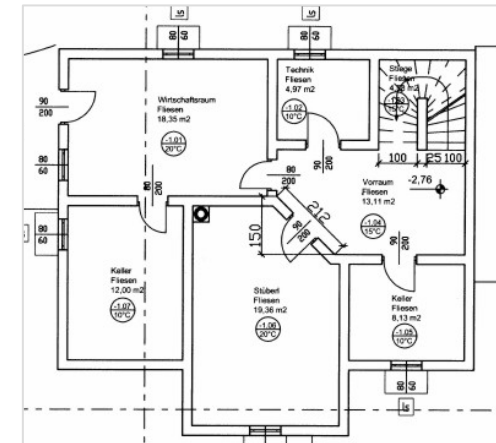 80
60
80
60
Technik
Fliesen
4,97 m2
-1.02
10°C
Stiege
Fliesen
Wirtschaftsraum
Fliesen
18,35 m2
-1.01
20°C
90
200
80
60
90
200
80
200
100
25
100
Vorraum
Fliesen
13,11 m2
-2,76
-1.04
15°C
80
200
212
90
200
150
90
200
80
60
Keller
Fliesen
12,00 m2
-1.07
10°C
Stüberl
Fliesen
19,36 m2
-1.06
20°C
Keller
Fliesen
8,13 m2
-1.05
10°C
80
60